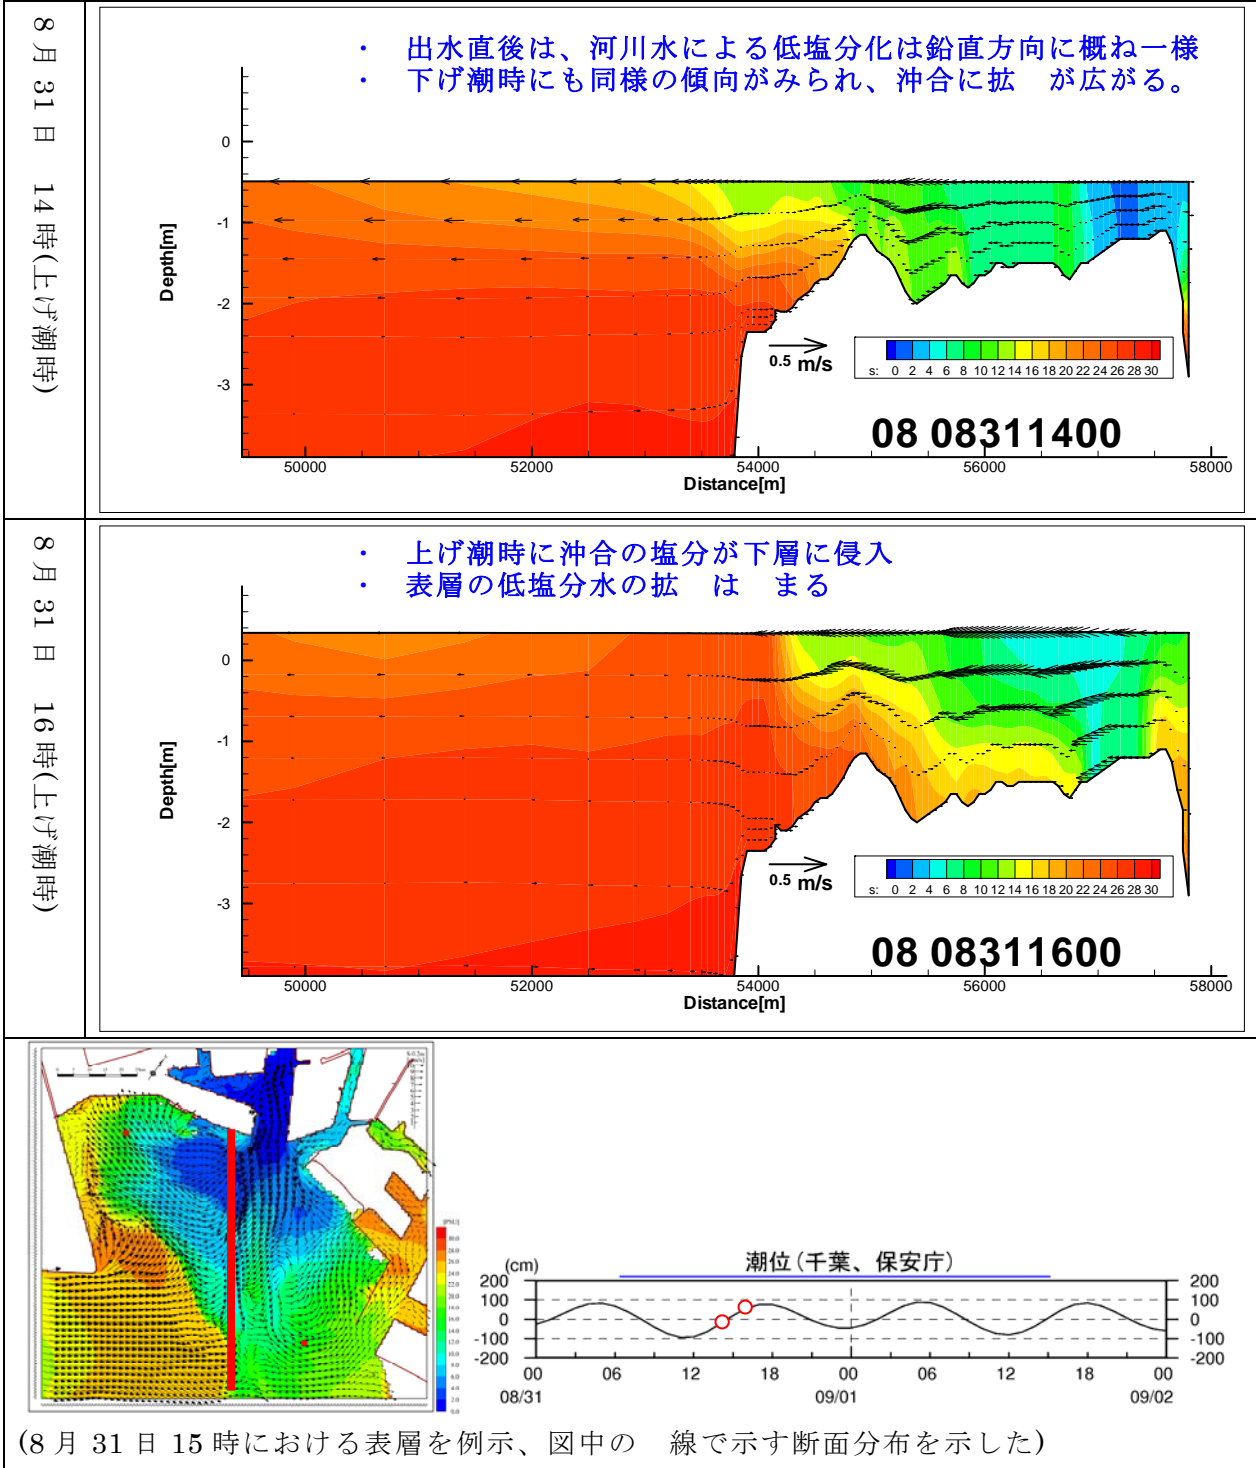 8月31日 14時(上げ潮時)
・ 出水直後は、河川水による低塩分化は鉛直方向に概ね一様
・ 下げ潮時にも同様の傾向がみられ、沖合に拡 が広がる。
0
-1
-2
-3
Depth[m]
0.5 m/s
s: 0 2 4 6 8 10 12 14 16 18 20 22 24 26 28 30
08 08311400
50000 52000 54000 56000 58000
Distance[m]
8月31日 16時(上げ潮時)
・ 上げ潮時に沖合の塩分が下層に侵入
・ 表層の低塩分水の拡 は まる
0
-1
-2
-3
Depth[m]
0.5 m/s
s: 0 2 4 6 8 10 12 14 16 18 20 22 24 26 28 30
08 08311600
50000 52000 54000 56000 58000
Distance[m]
潮位(千葉、保安庁)
(cm)
200 200
100 100
0 0
-100 -100
-200 -200
00 06 12 18 00 06 12 18 00
08/31 09/01 09/02
(8月31日15時における表層を例示、図中の 線で示す断面分布を示した)